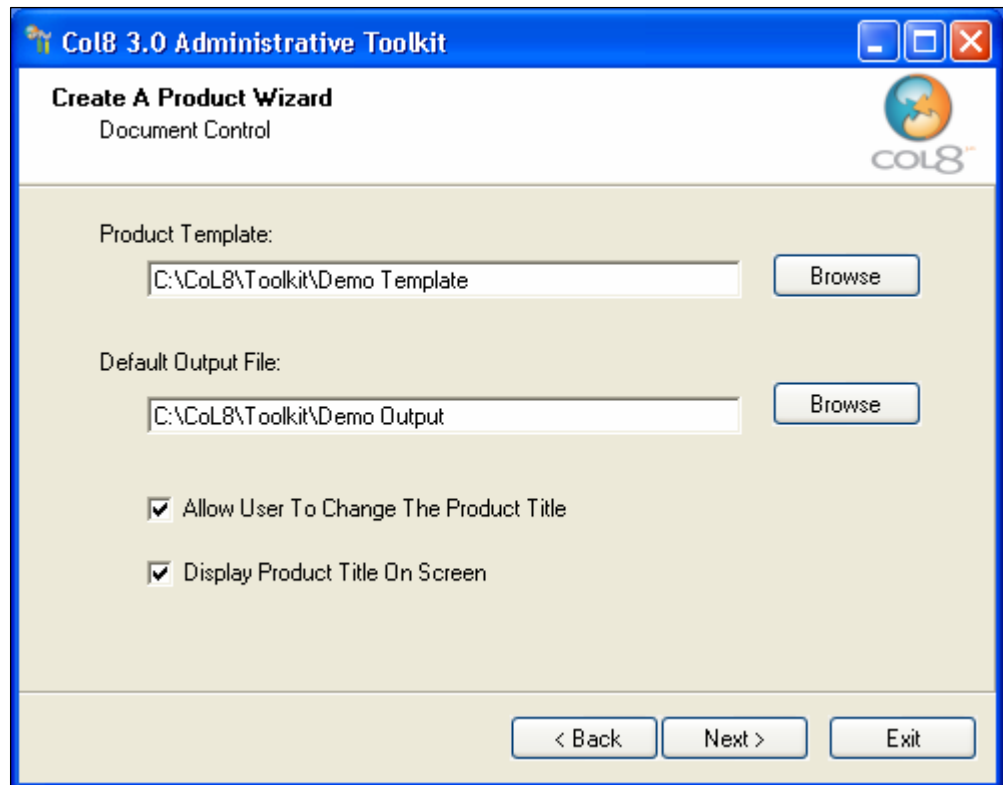 Col8 3.0 Administrative Toolkit
Create A Product Wizard
Document Control
COL8
Product Template:
C:\CoL8\Toolkit\Demo Template
Browse
Default Output File:
C:\CoL8\Toolkit\Demo Output
Browse
Allow User To Change The Product Title
Display Product Title On Screen
< Back
Next >
Exit